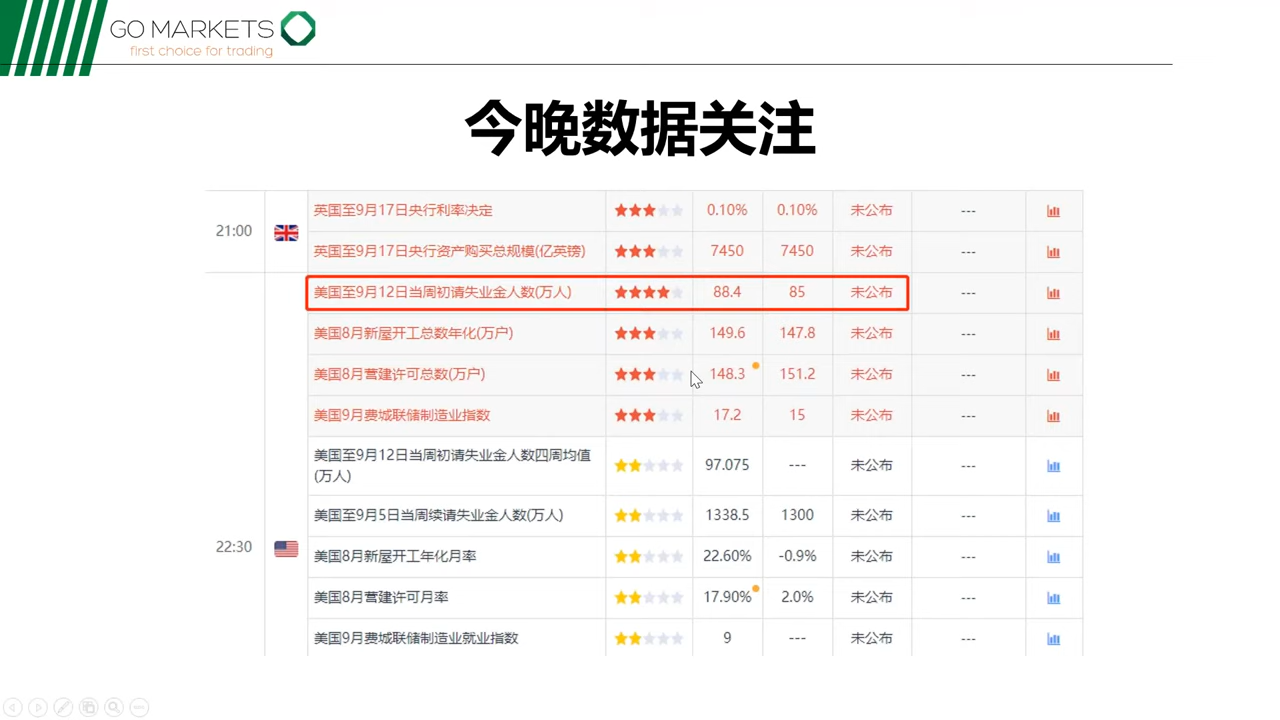 GO MARKETS
first choice for trading
今晚数据关注
21:00
英国至9月17日央行利率决定 0.10% 0.10% 未公布 ---
英国至9月17日央行资产购买总规模(亿英镑) 7450 7450 未公布 ---
美国至9月12日当周初请失业金人数(万人) 88.4 85 未公布 ---
美国8月新屋开工总数年化(万户) 149.6 147.8 未公布 ---
美国8月营建许可总数(万户) 148.3 151.2 未公布 ---
美国9月费城联储制造业指数 17.2 15 未公布 ---
美国至9月12日当周初请失业金人数四周均值
(万人) 97.075 --- 未公布 ---
美国至9月5日当周续请失业金人数(万人) 1338.5 1300 未公布 ---
22:30
美国8月新屋开工年化月率 22.60% -0.9% 未公布 ---
美国8月营建许可月率 17.90% 2.0% 未公布 ---
美国9月费城联储制造业就业指数 9 --- 未公布 ---